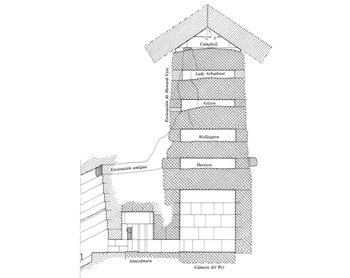 Campbell
Lady Arbuthnot
Excavación de Howard-Vyse
Nelson
Wellington
Davison
Excavación antigua
Antecámara
Cámara del Rey